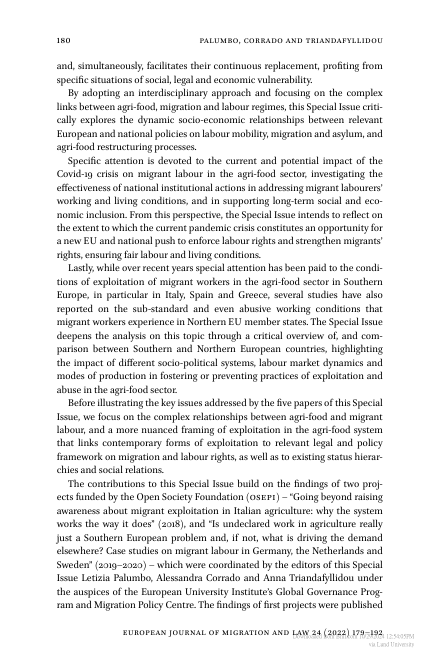 180 PALUMBO, CORRADO AND TRIANDAFYLLIDOU
and, simultaneously, facilitates their continuous replacement, profiting from
specific situations of social, legal and economic vulnerability.
By adopting an interdisciplinary approach and focusing on the complex
links between agri-food, migration and labour regimes, this Special Issue criti-
cally explores the dynamic socio-economic relationships between relevant
European and national policies on labour mobility, migration and asylum, and
agri-food restructuring processes.
Specific attention is devoted to the current and potential impact of the
Covid-19 crisis on migrant labour in the agri-food sector, investigating the
effectiveness of national institutional actions in addressing migrant labourers'
working and living conditions, and in supporting long-term social and eco-
nomic inclusion. From this perspective, the Special Issue intends to reflect on
the extent to which the current pandemic crisis constitutes an opportunity for
a new EU and national push to enforce labour rights and strengthen migrants'
rights, ensuring fair labour and living conditions.
Lastly, while over recent years special attention has been paid to the condi-
tions of exploitation of migrant workers in the agri-food sector in Southern
Europe, in particular in Italy, Spain and Greece, several studies have also
reported on the sub-standard and even abusive working conditions that
migrant workers experience in Northern EU member states. The Special Issue
deepens the analysis on this topic through a critical overview of, and com-
parison between Southern and Northern European countries, highlighting
the impact of different socio-political systems, labour market dynamics and
modes of production in fostering or preventing practices of exploitation and
abuse in the agri-food sector.
Before illustrating the key issues addressed by the five papers of this Special
Issue, we focus on the complex relationships between agri-food and migrant
labour, and a more nuanced framing of exploitation in the agri-food system
that links contemporary forms of exploitation to relevant legal and policy
framework on migration and labour rights, as well as to existing status hierar-
chies and social relations.
The contributions to this Special Issue build on the findings of two proj-
ects funded by the Open Society Foundation (OSEPI) – “Going beyond raising
awareness about migrant exploitation in Italian agriculture: why the system
works the way it does” (2018), and “Is undeclared work in agriculture really
just a Southern European problem and, if not, what is driving the demand
elsewhere? Case studies on migrant labour in Germany, the Netherlands and
Sweden” (2019–2020) – which were coordinated by the editors of this Special
Issue Letizia Palumbo, Alessandra Corrado and Anna Triandafyllidou under
the auspices of the European University Institute's Global Governance Prog-
ram and Migration Policy Centre. The findings of first projects were published
EUROPEAN JOURNAL OF MIGRATION AND LAW 24 (2022) 179–192
via Lund University